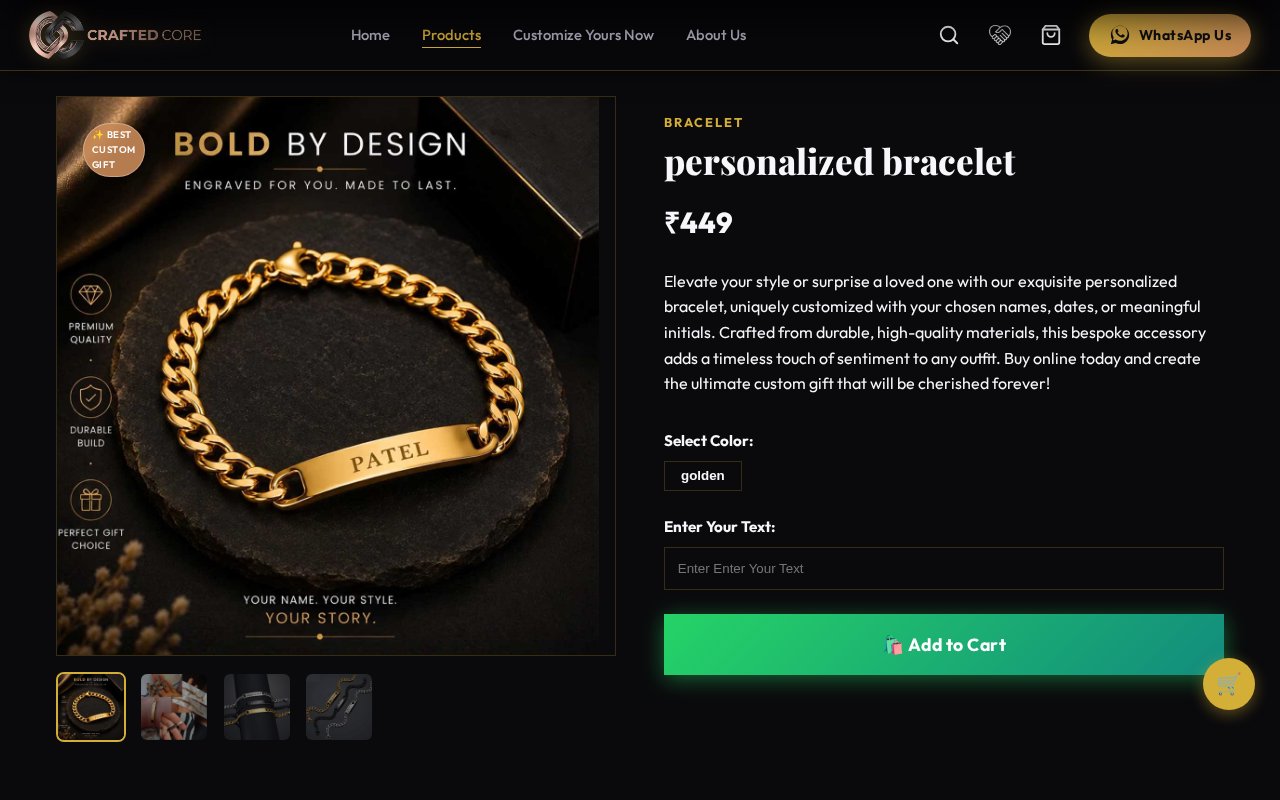 CRAFTED CORE
Home
Products
Customize Yours Now
About Us
WhatsApp Us
✨ BEST
CUSTOM
GIFT
BOLD BY DESIGN
ENGRAVED FOR YOU. MADE TO LAST.
PREMIUM
QUALITY
DURABLE
BUILD
PERFECT GIFT
CHOICE
PATEL
YOUR NAME. YOUR STYLE.
YOUR STORY.
BRACELET
personalized bracelet
₹449
Elevate your style or surprise a loved one with our exquisite personalized
bracelet, uniquely customized with your chosen names, dates, or meaningful
initials. Crafted from durable, high-quality materials, this bespoke accessory
adds a timeless touch of sentiment to any outfit. Buy online today and create
the ultimate custom gift that will be cherished forever!
Select Color:
golden
Enter Your Text:
Enter Enter Your Text
🛍️ Add to Cart